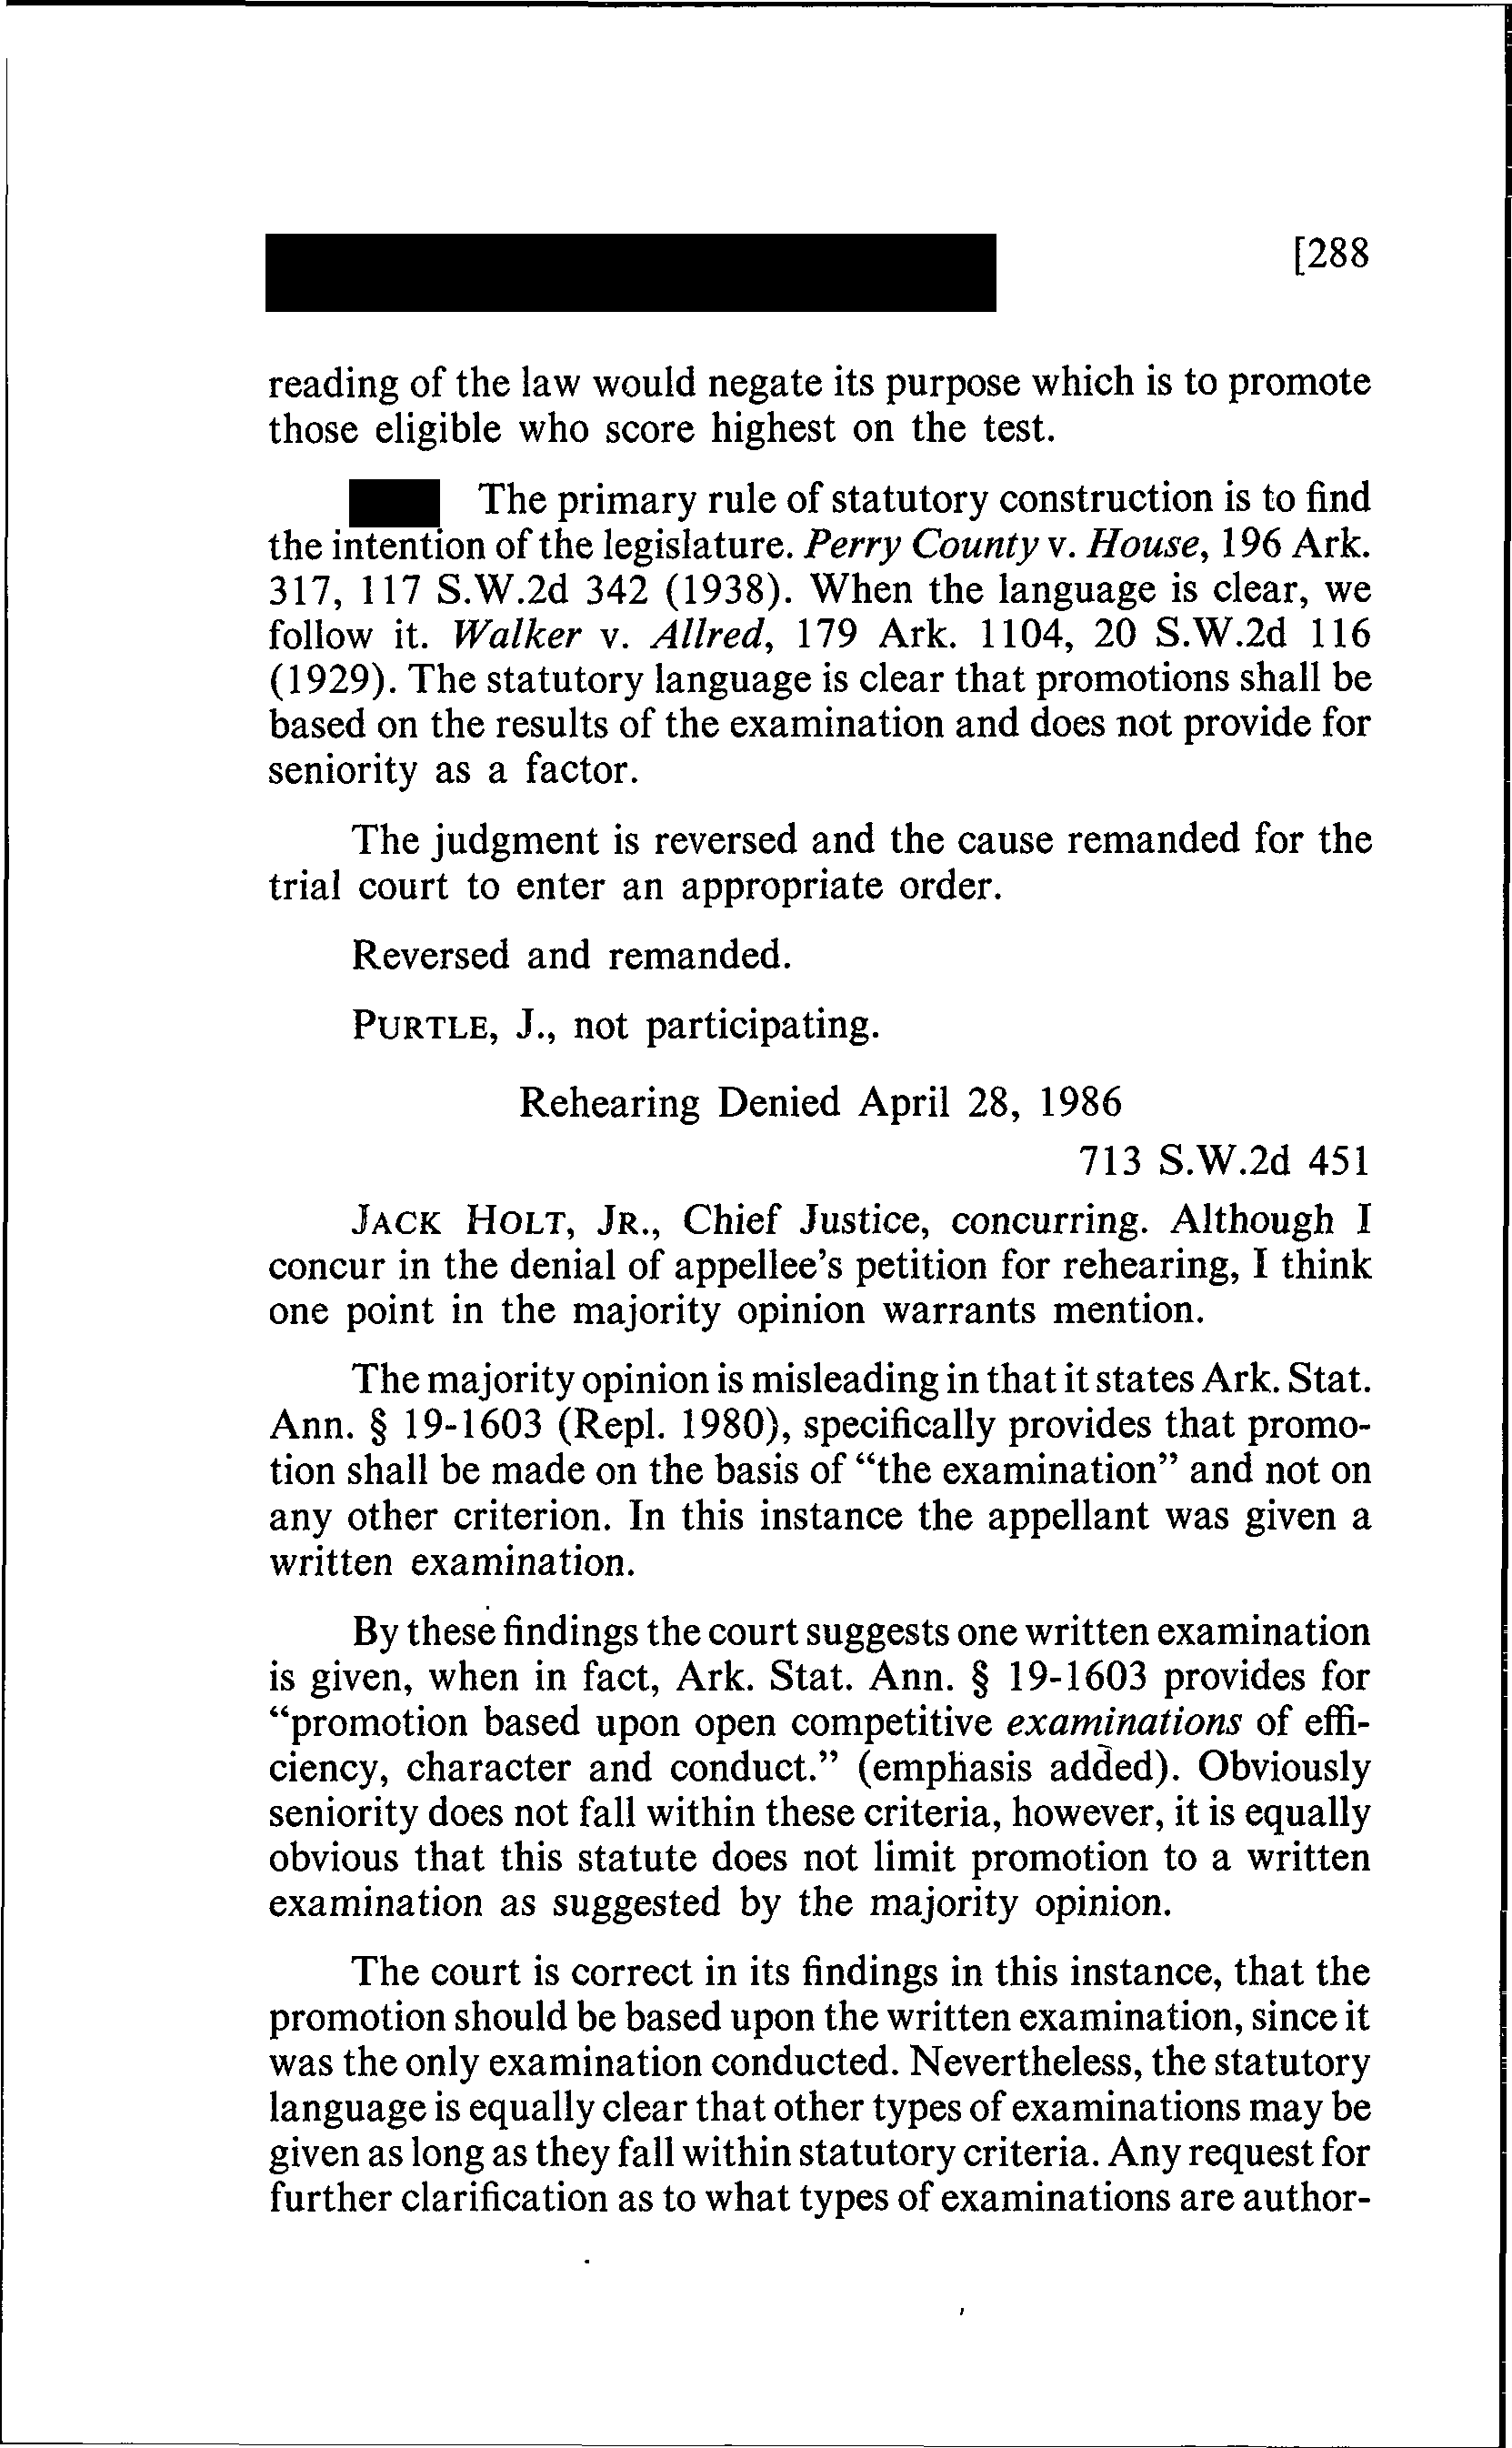 [288
reading of the law would negate its purpose which is to promote
those eligible who score highest on the test.
The primary rule of statutory construction is to find
the intention of the legislature. Perry County v. House, 196 Ark.
317, 117 S.W.2d 342 (1938). When the language is clear, we
follow it. Walker v. Allred, 179 Ark. 1104, 20 S.W.2d 116
(1929). The statutory language is clear that promotions shall be
based on the results of the examination and does not provide for
seniority as a factor.
The judgment is reversed and the cause remanded for the
trial court to enter an appropriate order.
Reversed and remanded.
PURTLE, J., not participating.
Rehearing Denied April 28, 1986
713 S.W.2d 451
JACK HOLT, JR., Chief Justice, concurring. Although I
concur in the denial of appellee's petition for rehearing, I think
one point in the majority opinion warrants mention.
The majority opinion is misleading in that it states Ark. Stat.
Ann. § 19-1603 (Repl. 1980), specifically provides that promo-
tion shall be made on the basis of "the examination" and not on
any other criterion. In this instance the appellant was given a
written examination.
By these findings the court suggests one written examination
is given, when in fact, Ark. Stat. Ann. § 19-1603 provides for
"promotion based upon open competitive examinations of effi-
ciency, character and conduct." (emphasis added). Obviously
seniority does not fall within these criteria, however, it is equally
obvious that this statute does not limit promotion to a written
examination as suggested by the majority opinion.
The court is correct in its findings in this instance, that the
promotion should be based upon the written examination, since it
was the only examination conducted. Nevertheless, the statutory
language is equally clear that other types of examinations may be
given as long as they fall within statutory criteria. Any request for
further clarification as to what types of examinations are author-